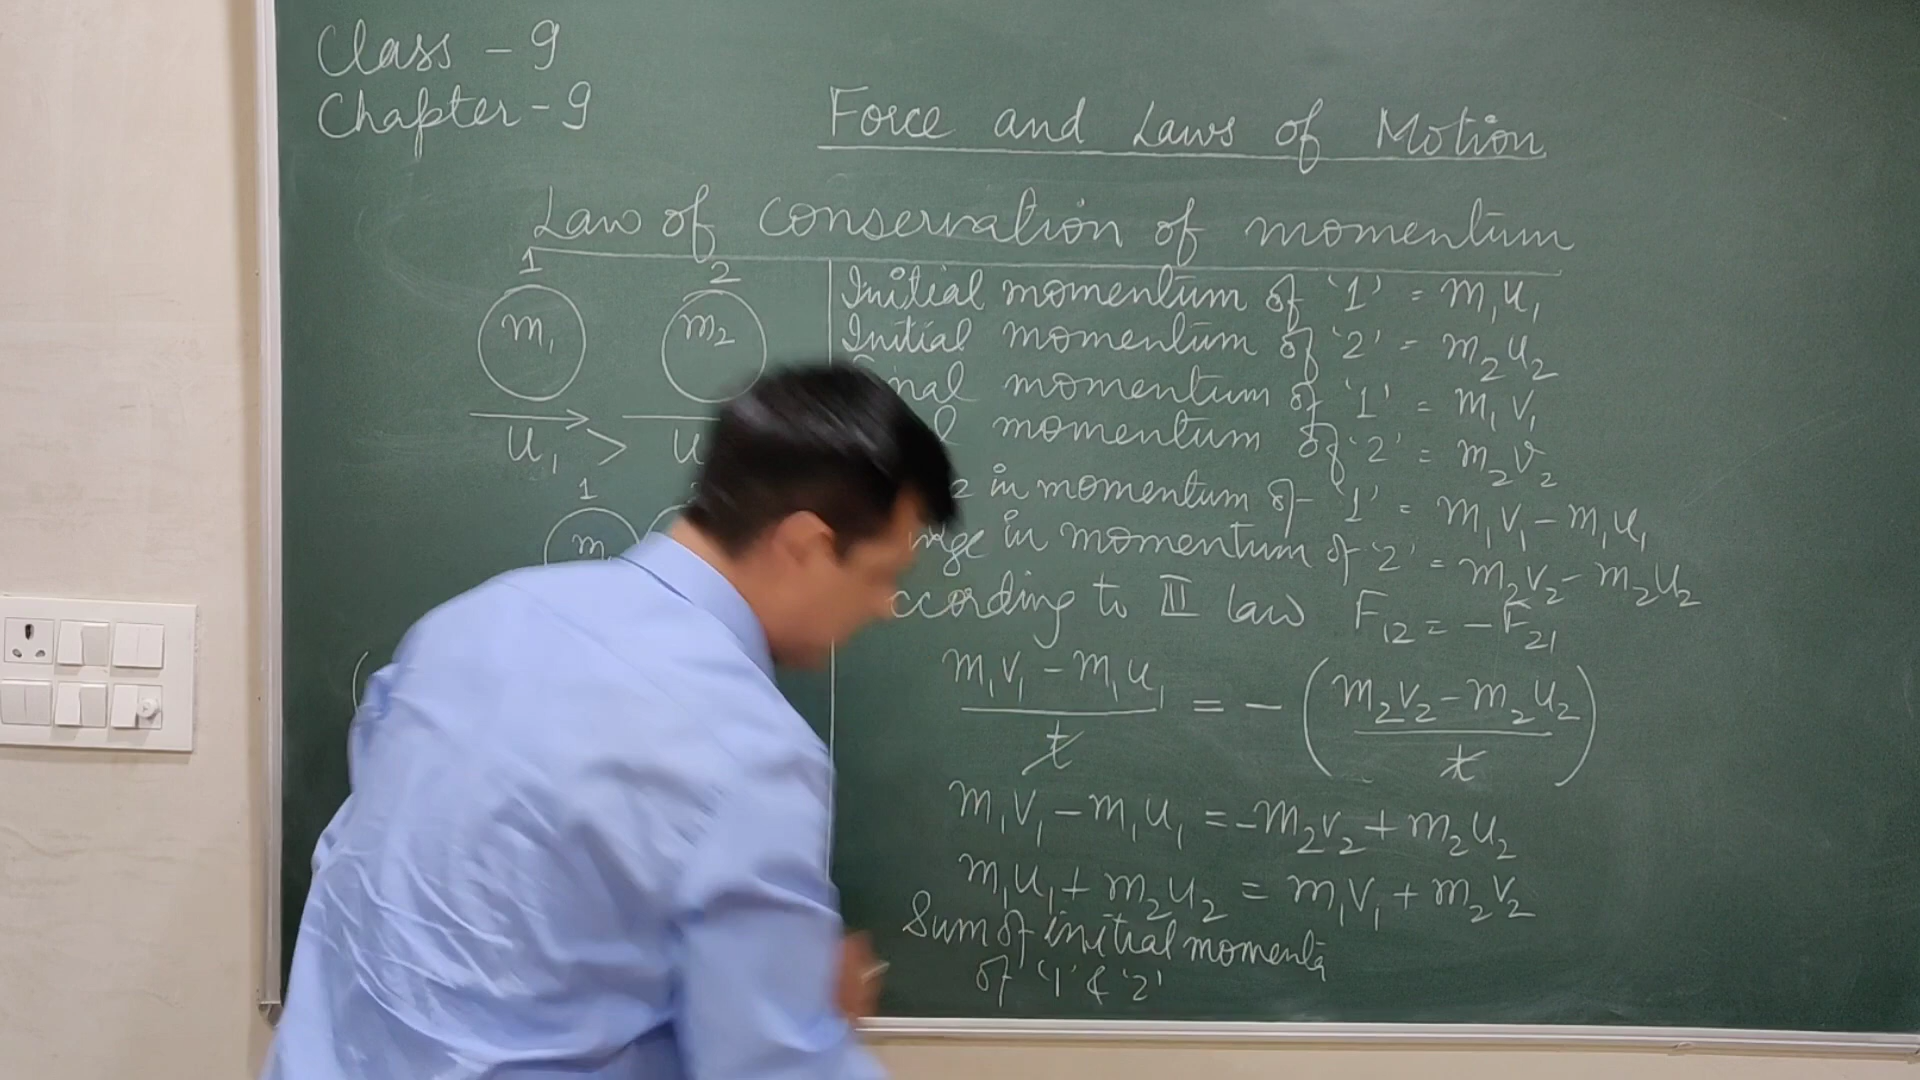 Class - 9
Chapter - 9
Force and Laws of Motion
Law of conservation of momentum
1
2
m₁
m₂
u₁ >
u
1
m
Initial momentum of '1' = m₁u₁
Initial momentum of '2' = m₂u₂
momentum of '1' = m₁v₁
momentum of '2' = m₂v₂
in momentum of '1' = m₁v₁ - m₁u₁
in momentum of '2' = m₂v₂ - m₂u₂
to III law F₁₂ = -F₂₁
m₁v₁ - m₁u₁ / t = - (m₂v₂ - m₂u₂ / t)
m₁v₁ - m₁u₁ = -m₂v₂ + m₂u₂
m₁u₁ + m₂u₂ = m₁v₁ + m₂v₂
Sum of initial momenta
of '1' & '2'